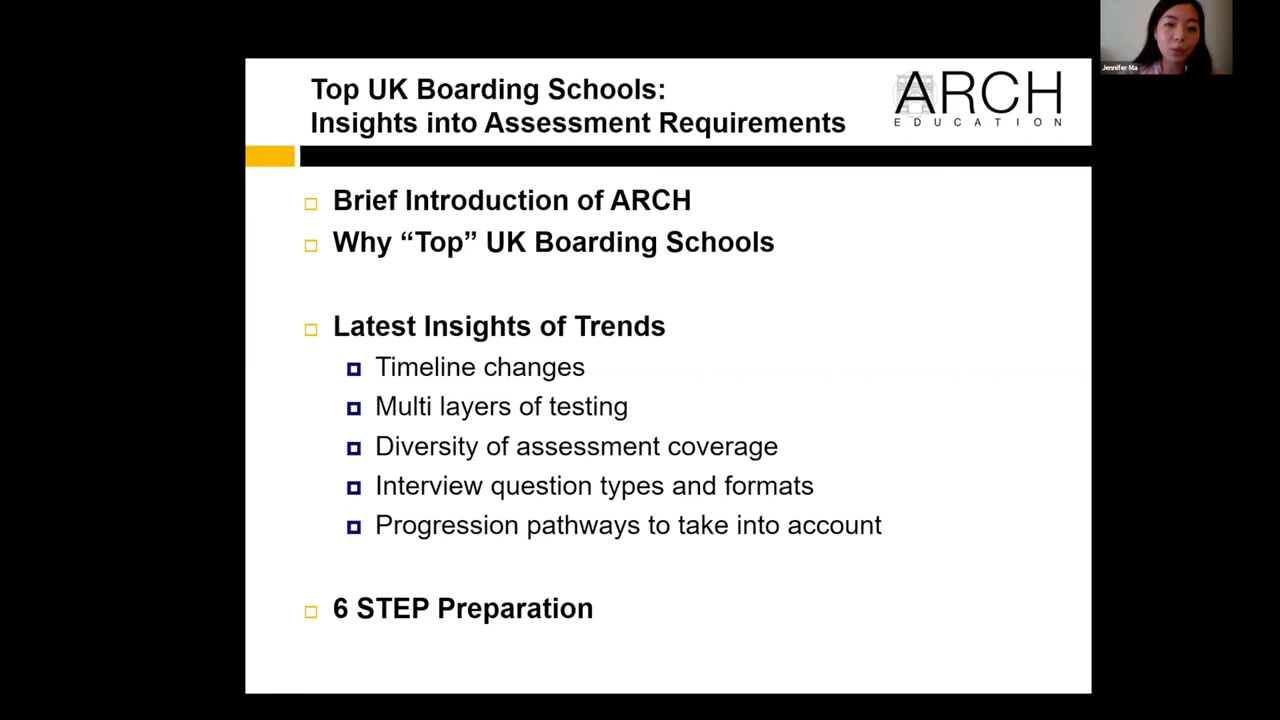 Top UK Boarding Schools:
Insights into Assessment Requirements
ARCH
EDUCATION
Jennifer Ma
Brief Introduction of ARCH
Why “Top” UK Boarding Schools
Latest Insights of Trends
Timeline changes
Multi layers of testing
Diversity of assessment coverage
Interview question types and formats
Progression pathways to take into account
6 STEP Preparation